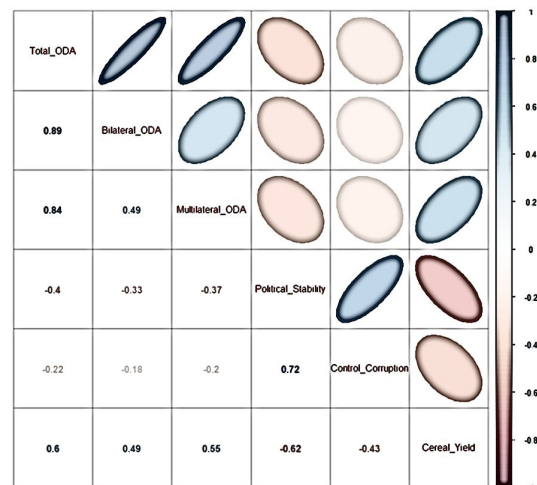 Total_ODA
0.89 Bilateral_ODA
0.84 0.49 Multilateral_ODA
-0.4 -0.33 -0.37 Political_Stability
-0.22 -0.18 -0.2 0.72 Control_Corruption
0.6 0.49 0.55 -0.62 -0.43 Cereal_Yield
1
0.8
0.6
0.4
0.2
0
-0.2
-0.4
-0.6
-0.8